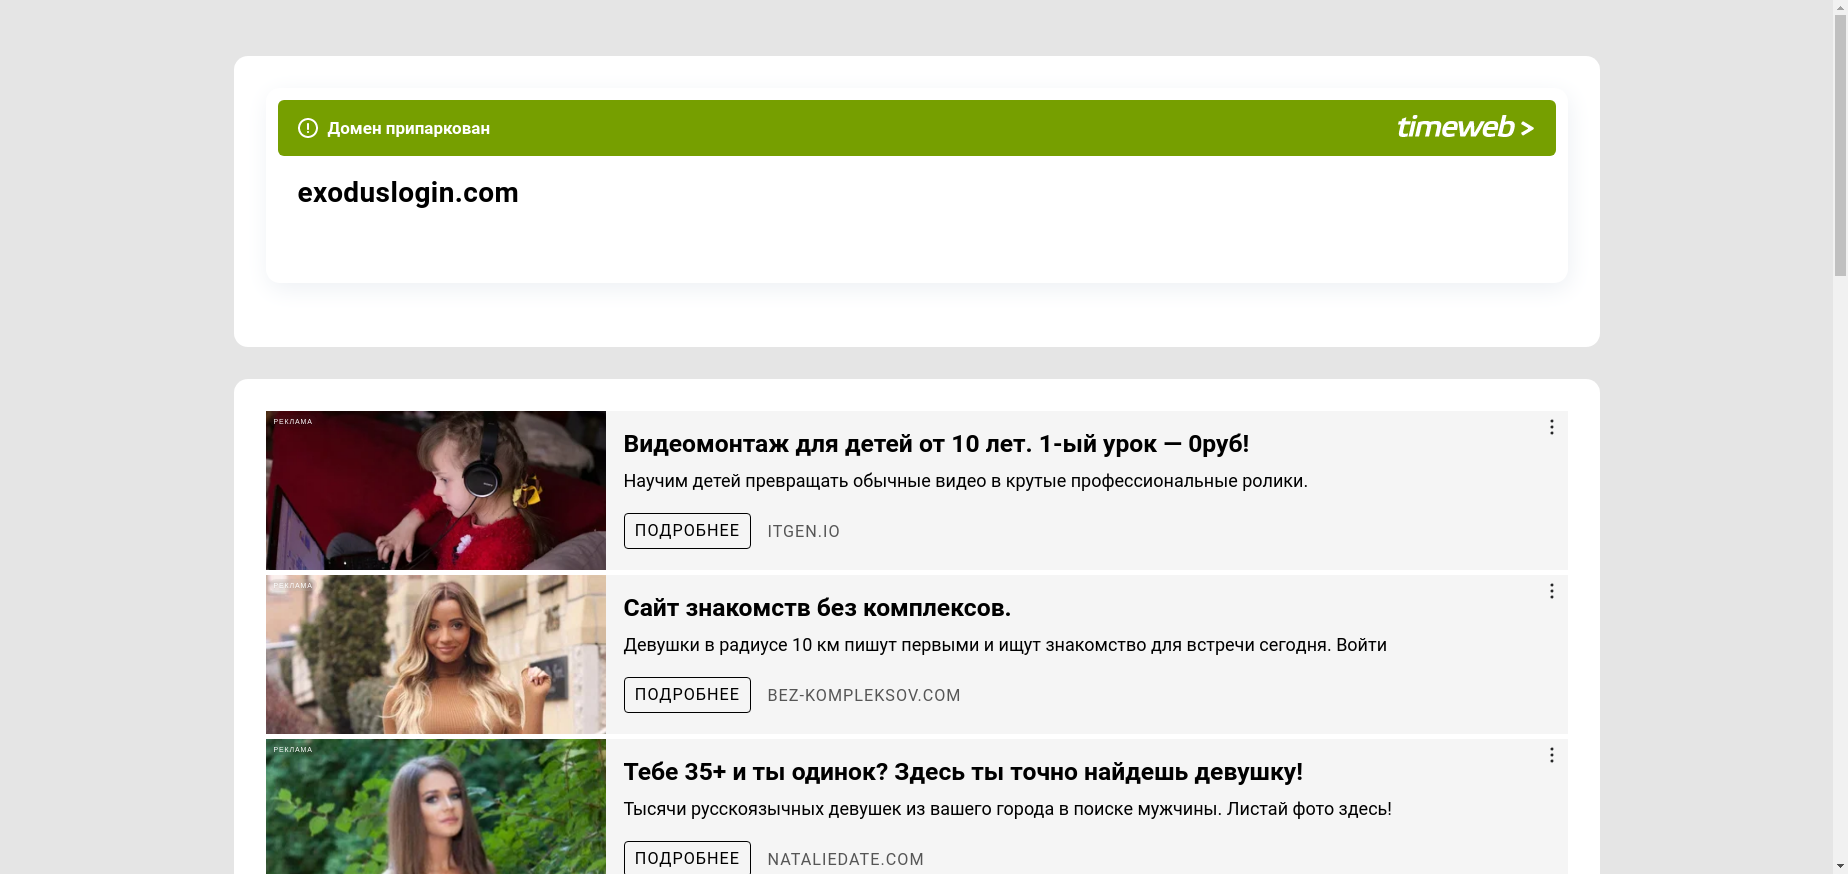 Домен припаркован
timeweb >
exoduslogin.com
РЕКЛАМА
Видеомонтаж для детей от 10 лет. 1-ый урок — 0руб!
Научим детей превращать обычные видео в крутые профессиональные ролики.
ПОДРОБНЕЕ
ITGEN.IO
РЕКЛАМА
Сайт знакомств без комплексов.
Девушки в радиусе 10 км пишут первыми и ищут знакомство для встречи сегодня. Войти
ПОДРОБНЕЕ
BEZ-KOMPLEKSOV.COM
РЕКЛАМА
Тебе 35+ и ты одинок? Здесь ты точно найдешь девушку!
Тысячи русскоязычных девушек из вашего города в поиске мужчины. Листай фото здесь!
ПОДРОБНЕЕ
NATALIEDATE.COM